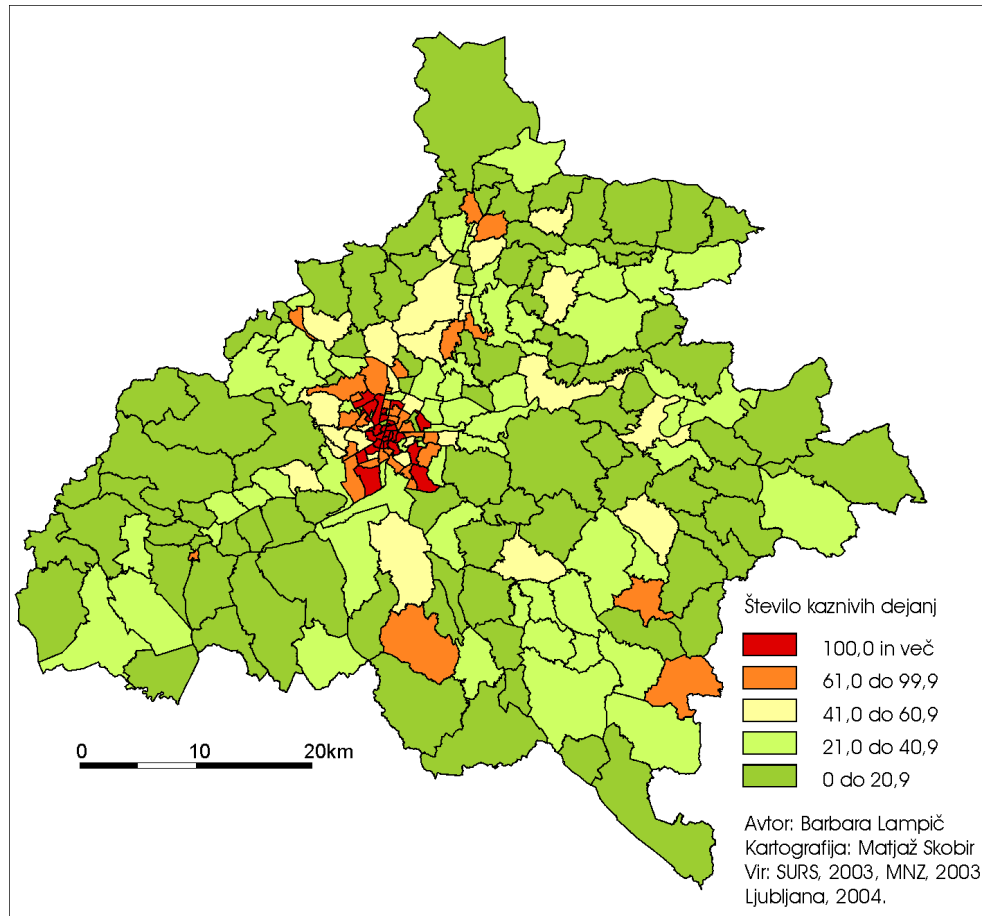 Število kaznivih dejanj
100,0 in več
61,0 do 99,9
41,0 do 60,9
21,0 do 40,9
0 do 20,9
0 10 20km
Avtor: Barbara Lampič
Kartografija: Matjaž Skobir
Vir: SURS, 2003, MNZ, 2003
Ljubljana, 2004.